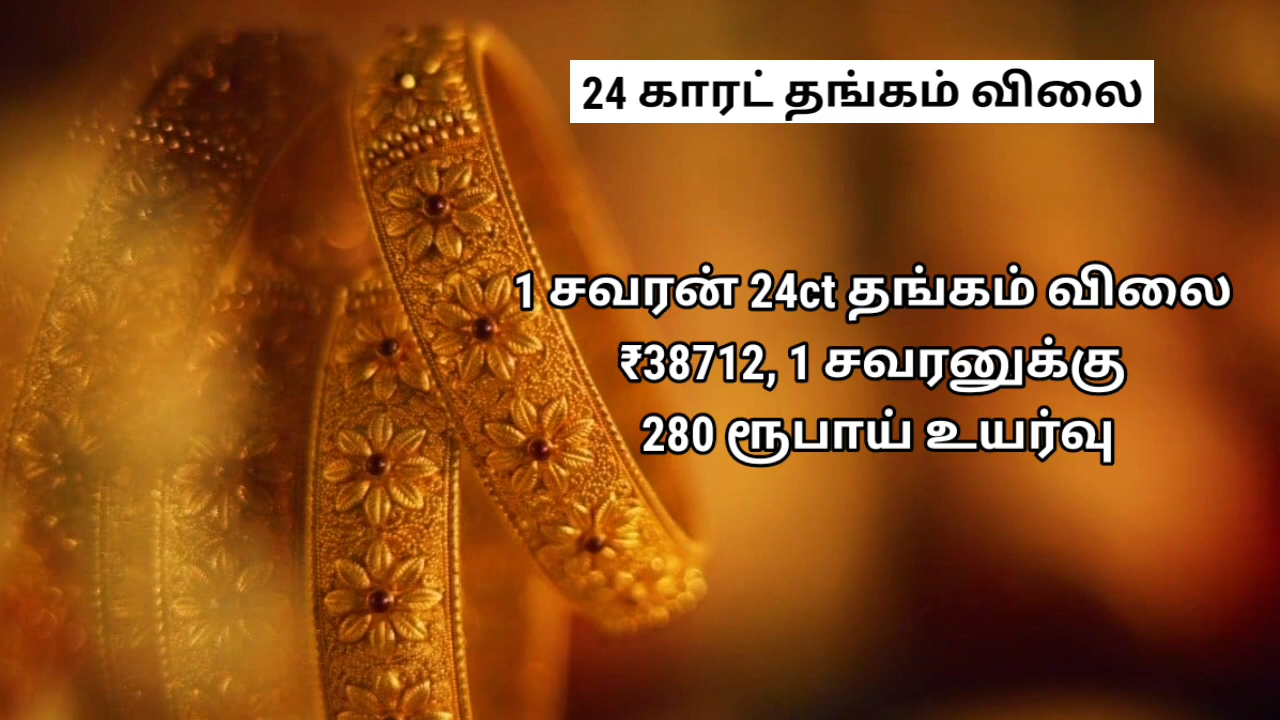 24 காரட் தங்கம் விலை
1 சவரன் 24ct தங்கம் விலை
₹38712, 1 சவரனுக்கு
280 ரூபாய் உயர்வு